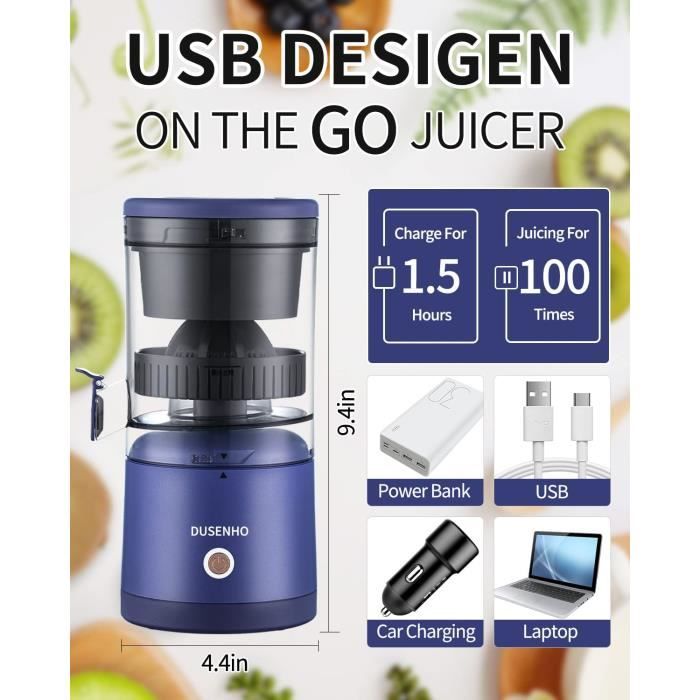 USB DESIGEN
ON THE GO JUICER
Charge For
1.5
Hours
Juicing For
100
Times
9.4in
DUSENHO
4.4in
Power Bank
USB
Car Charging
Laptop